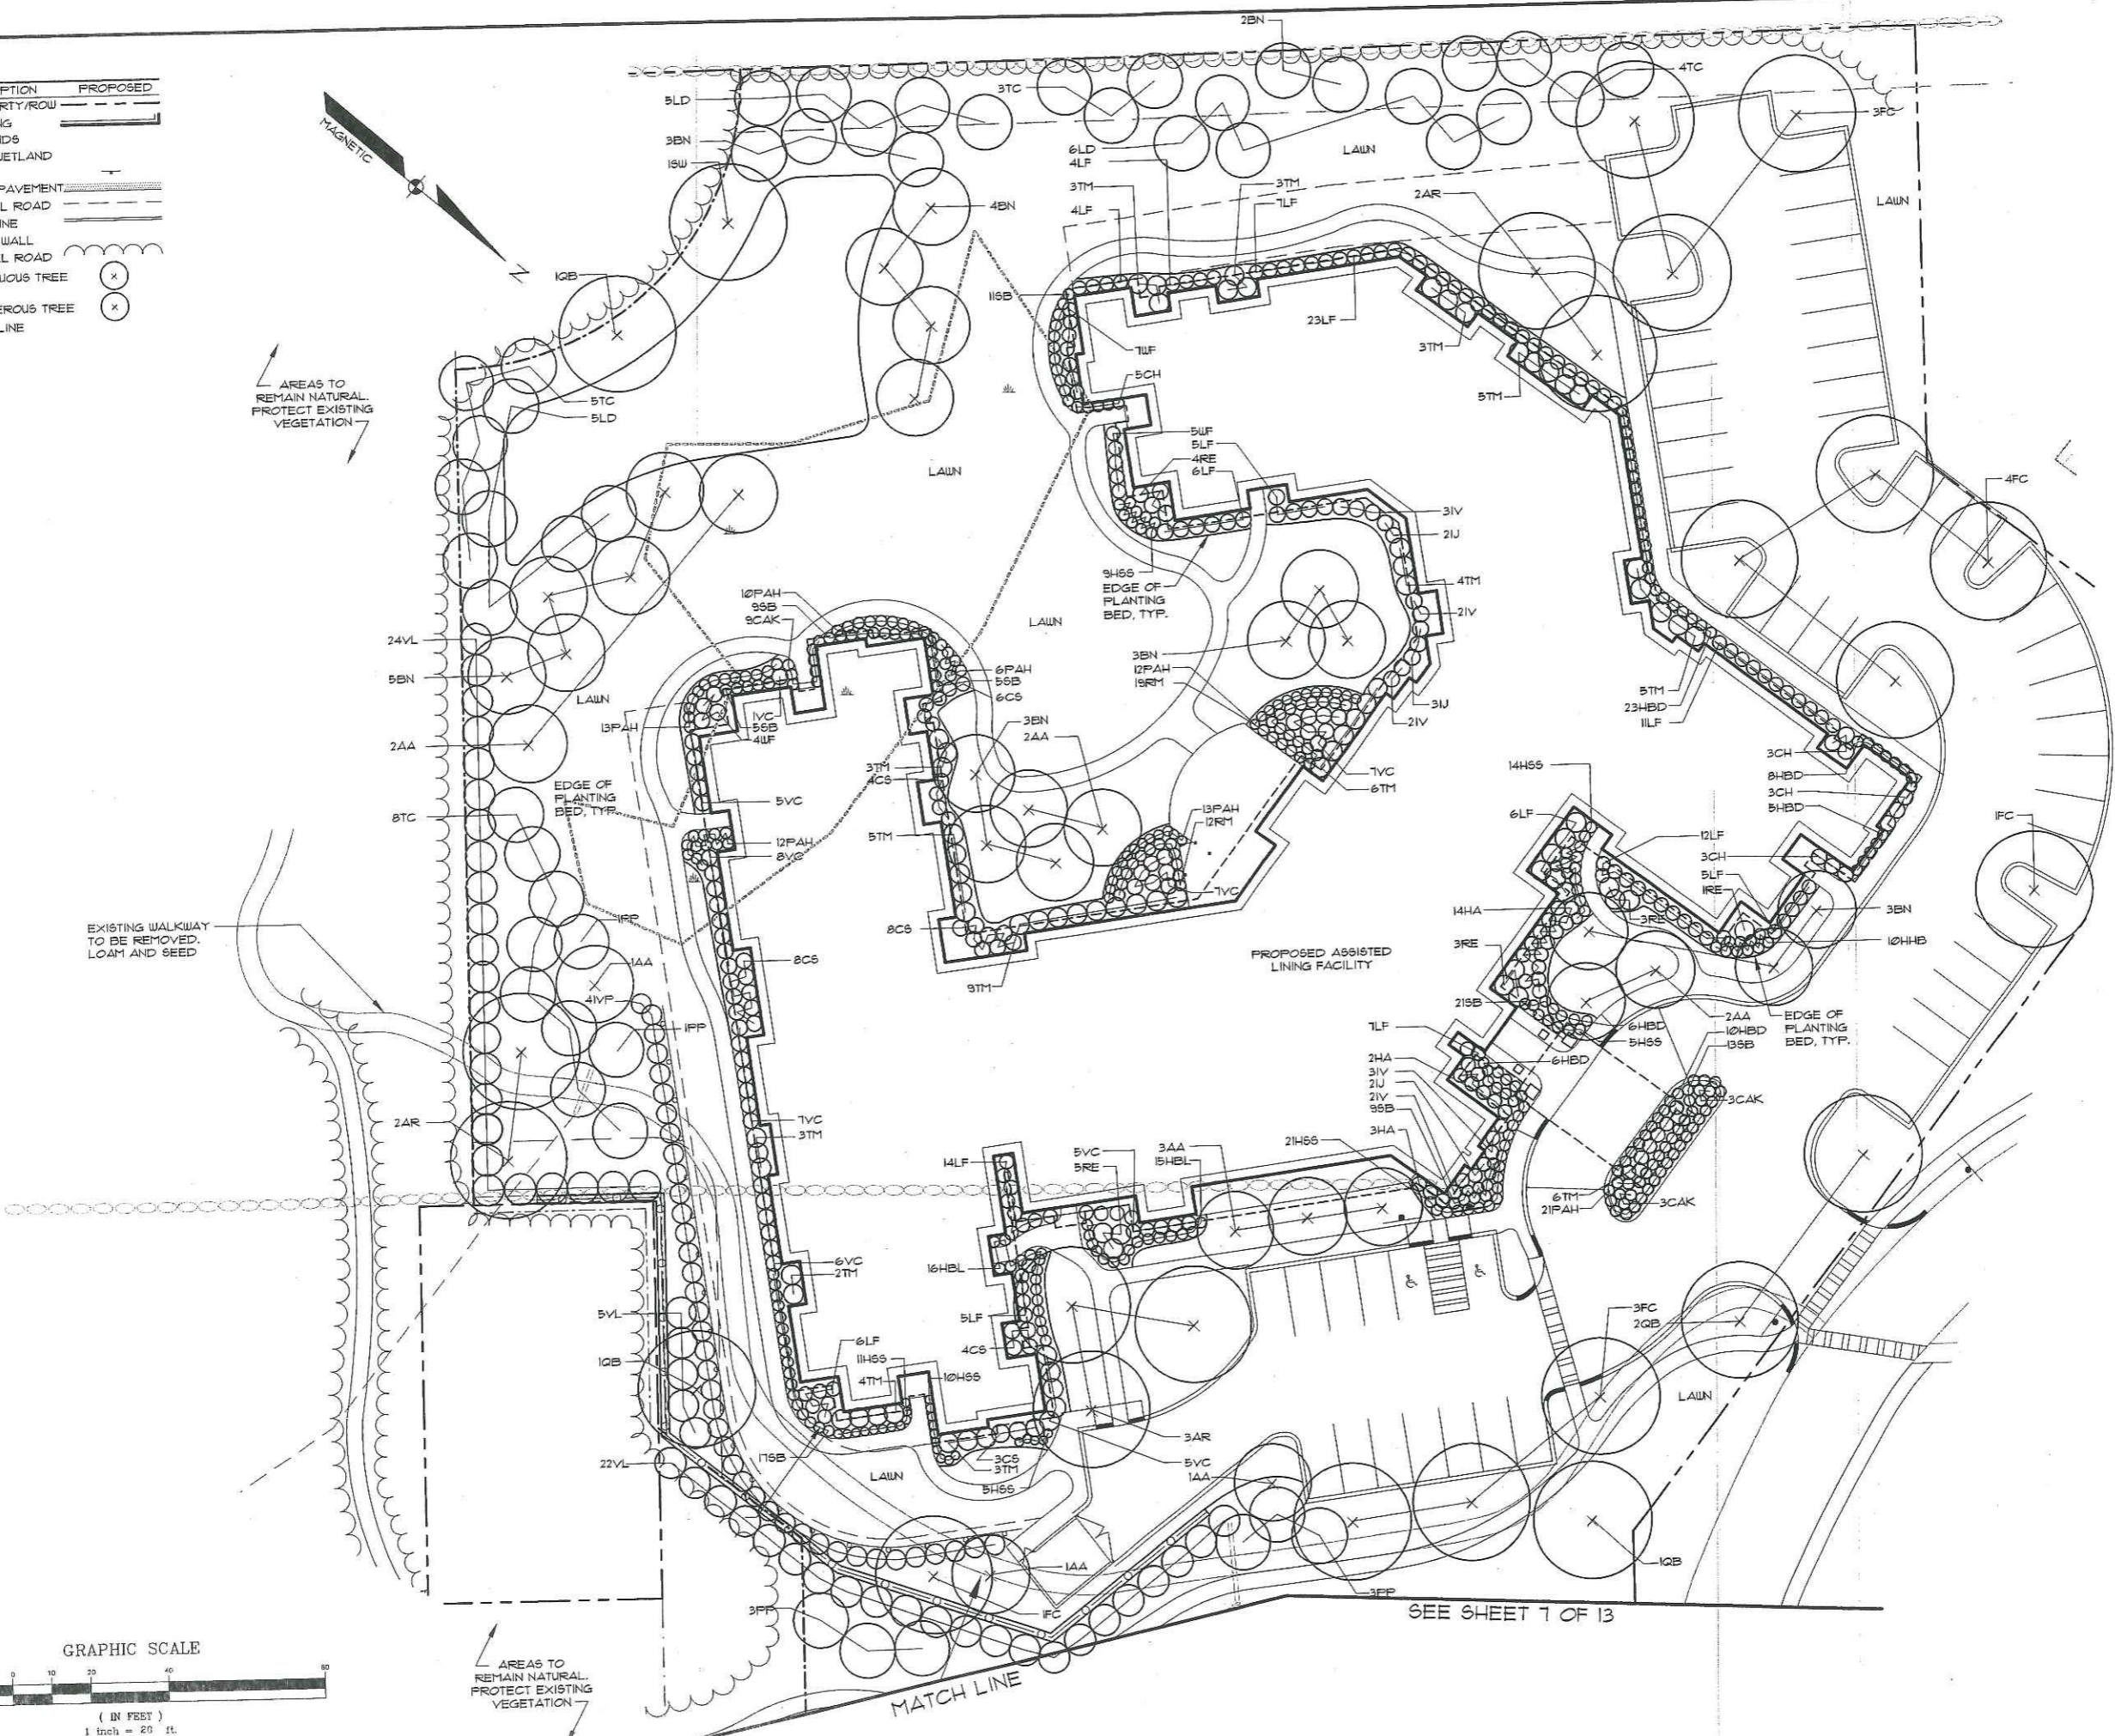 PTION PROPOSED
RTY/ROW
NG
NDS
WETLAND
PAVEMENT
L ROAD
INE
WALL
L ROAD
UOUS TREE
EROUS TREE
LINE
MAGNETIC
N
2BN
4TC
3TC
5LD
3FC
3BN
1SW
6LD
4LF
LAWN
3TM
3TM
2AR
7LF
4LF
4BN
LAWN
1QB
11SB
23LF
7WF
3TM
AREAS TO
REMAIN NATURAL.
PROTECT EXISTING
VEGETATION
5CH
5TC
5LD
5TM
5WF
5LF
4RE
6LF
LAWN
4FC
3IV
2IJ
9HSS
EDGE OF
PLANTING
BED, TYP.
4TM
2IV
10PAH
9SB
9CAK
LAWN
24VL
3BN
12PAH
19RM
6PAH
5SB
6CS
5BN
LAWN
5TM
23HBD
11LF
3IJ
2IV
13PAH
1VC
5SB
4WF
3BN
2AA
2AA
3CH
8HBD
3CH
5HBD
3TM
4CS
14HSS
7VC
6TM
EDGE OF
PLANTING
BED, TYP.
5VC
8TC
13PAH
12RM
6LF
1FC
5TM
12LF
12PAH
8VC
3CH
5LF
1RE
7VC
14HA
3RE
3BN
EXISTING WALKWAY
TO BE REMOVED.
LOAM AND SEED
1PP
8CS
10HHB
3RE
PROPOSED ASSISTED
LINING FACILITY
8CS
1AA
9TM
41VP
21SB
2AA
10HBD
13SB
EDGE OF
PLANTING
BED, TYP.
1PP
6HBD
5HSS
7LF
2HA
3IV
2IJ
2IV
9SB
3HA
6HBD
3CAK
2AR
7VC
3TM
14LF
5VC
5RE
3AA
15HBL
21HSS
6TM
21PAH
3CAK
6VC
2TM
16HBL
5VL
5LF
4CS
3FC
2QB
1QB
6LF
11HSS
4TM
10HSS
LAWN
3AR
5VC
1AA
17SB
22VL
LAWN
3CS
3TM
5HSS
1AA
1QB
3PP
1FC
3PP
SEE SHEET 7 OF 13
MATCH LINE
AREAS TO
REMAIN NATURAL.
PROTECT EXISTING
VEGETATION
GRAPHIC SCALE
0 10 20 40 80
( IN FEET )
1 inch = 20 ft.